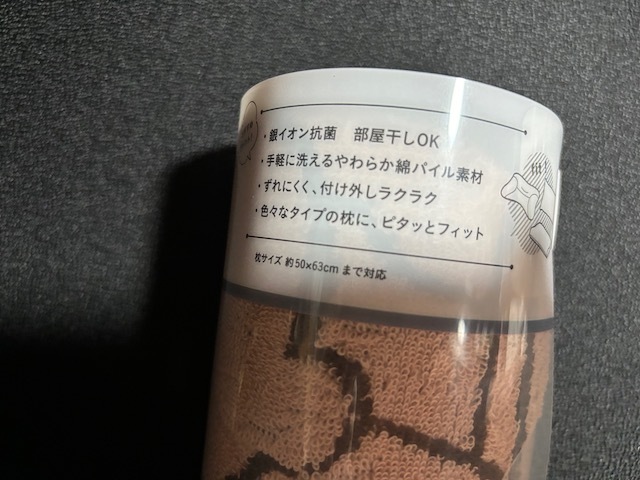 ・銀イオン抗菌　部屋干しOK
・手軽に洗えるやわらか綿パイル素材
・ずれにくく、付け外しラクラク
・色々なタイプの枕に、ピタッとフィット
枕サイズ 約50×63cmまで対応